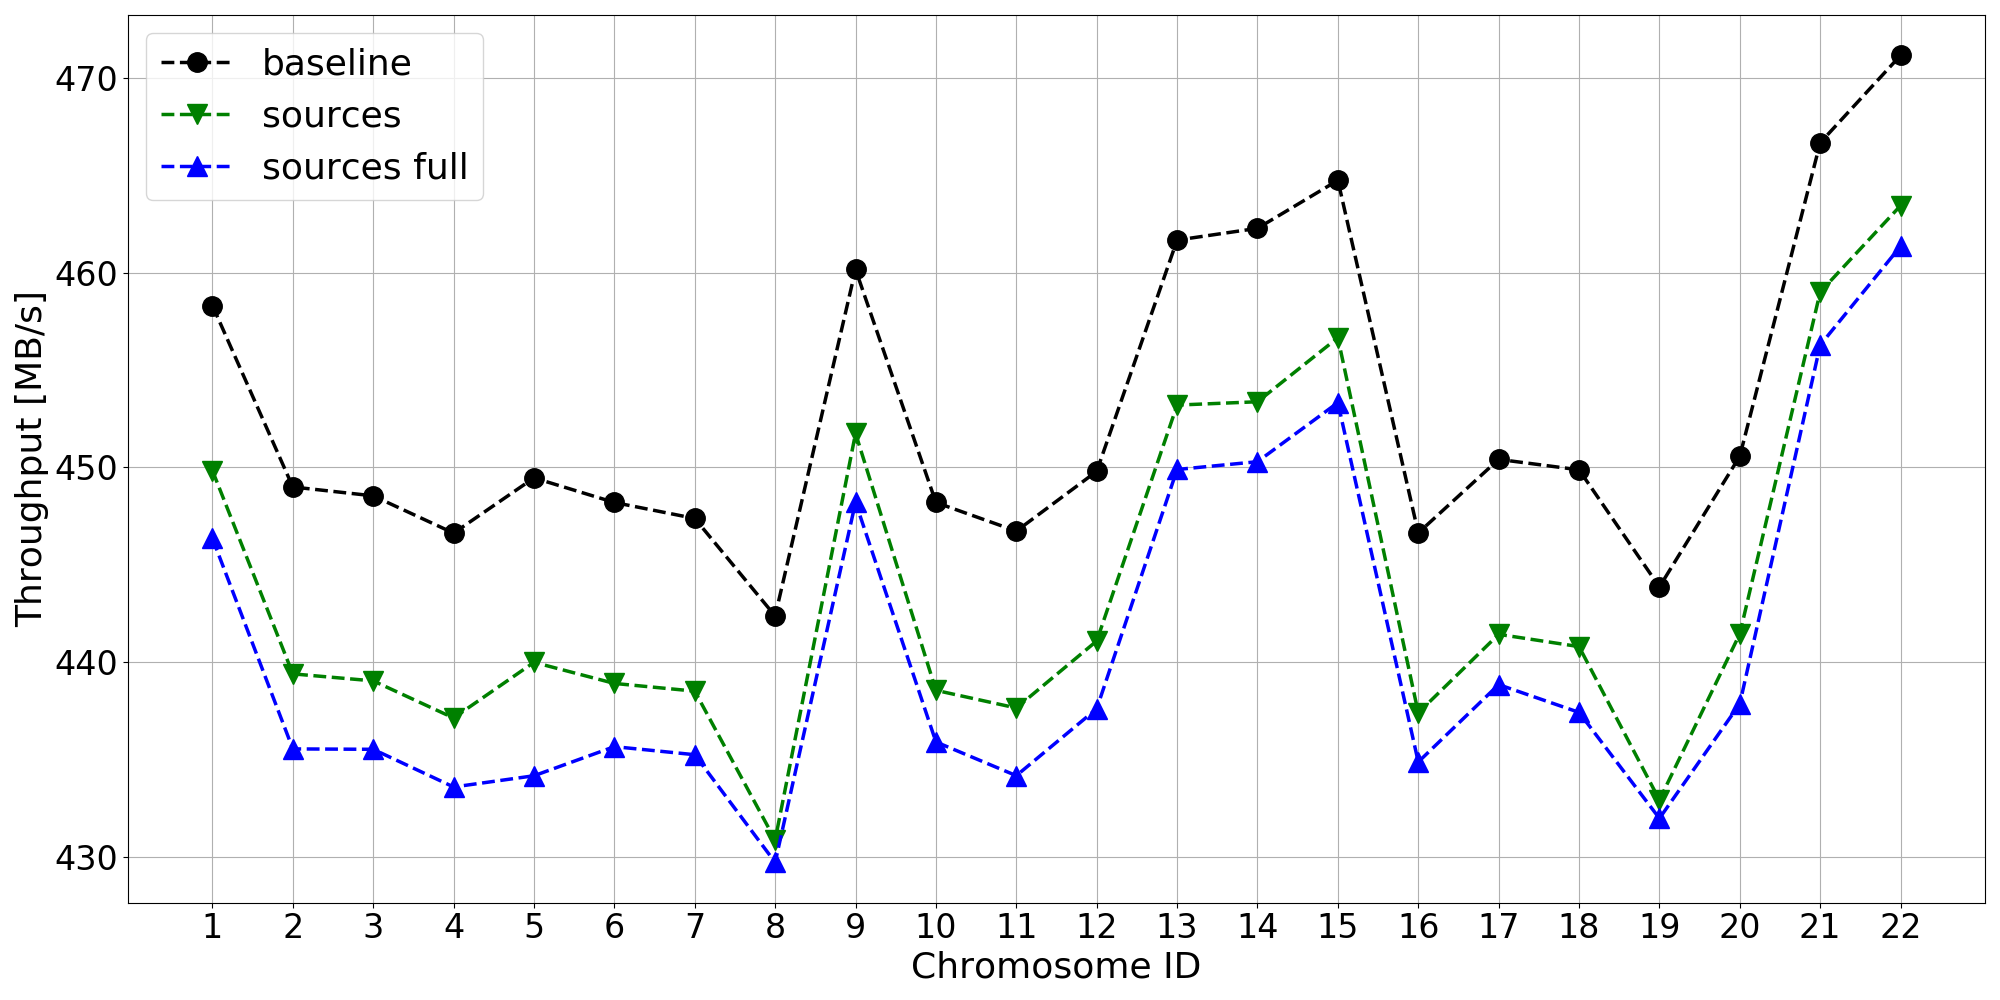 baseline
sources
sources full
Throughput [MB/s]
470
460
450
440
430
1 2 3 4 5 6 7 8 9 10 11 12 13 14 15 16 17 18 19 20 21 22
Chromosome ID